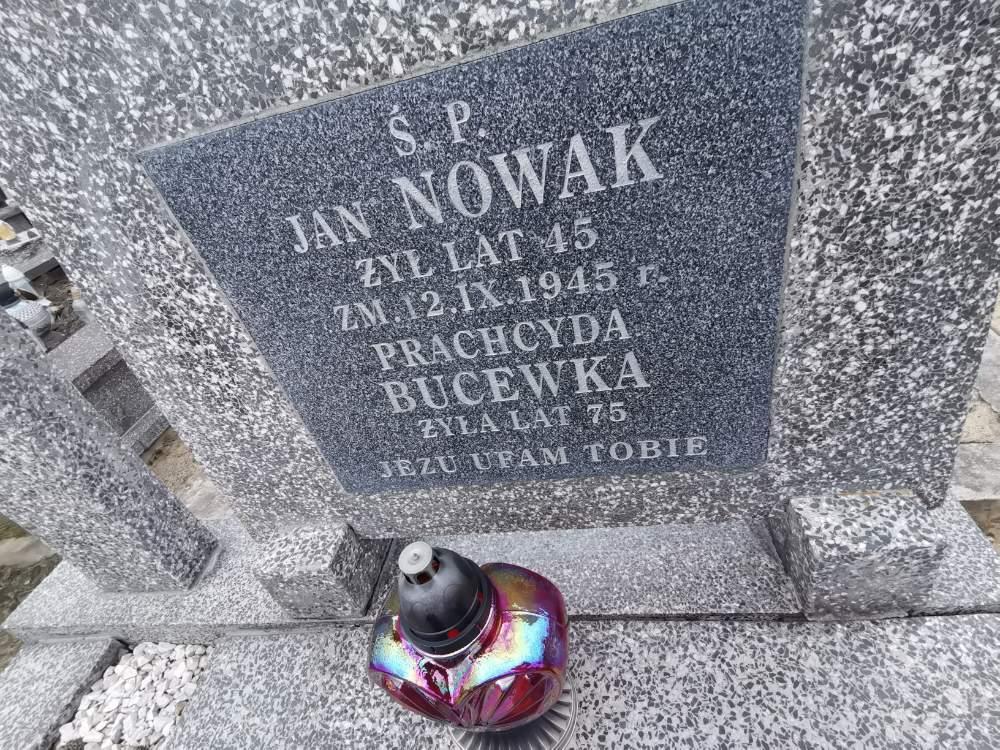 Ś. P.
JAN NOWAK
ŻYŁ LAT 45
ZM. 12. IX. 1945 r.
PRACHCYDA
BUCEWKA
ŻYŁA LAT 75
JEZU UFAM TOBIE